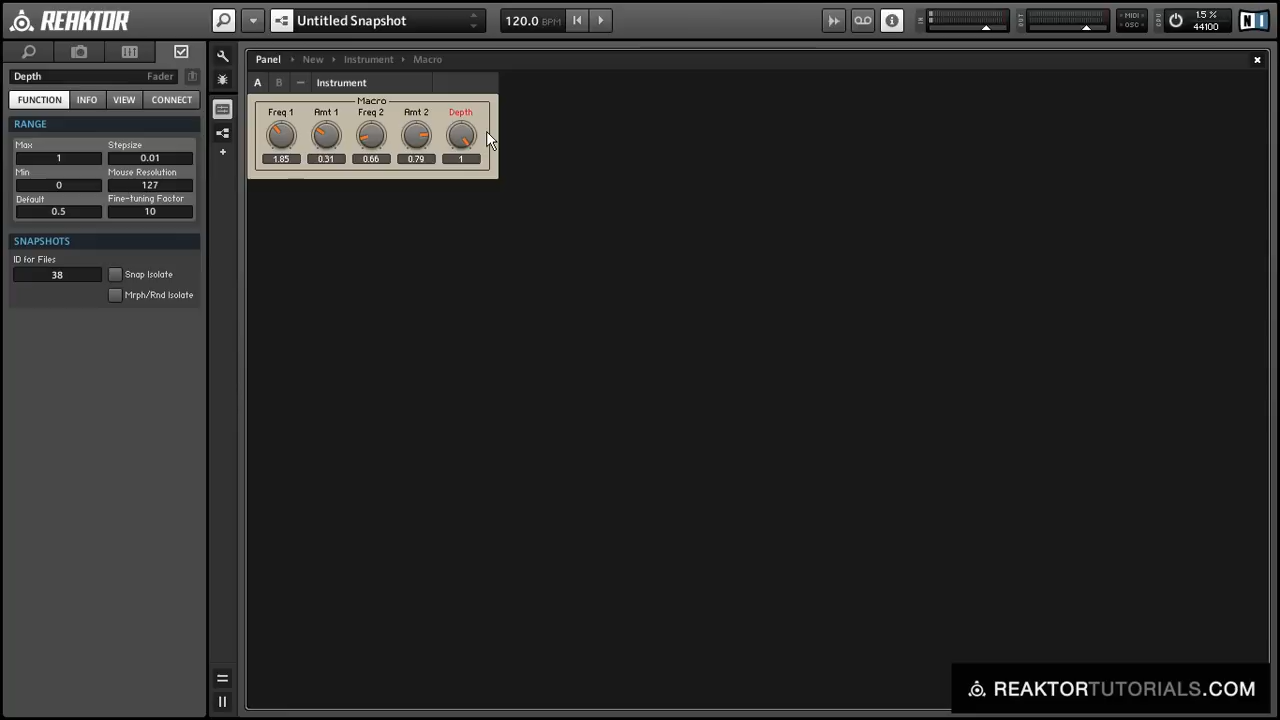 REAKTOR
Untitled Snapshot
120.0 BPM
IN
OUT
MIDI
OSC
CPU
1.5 %
44100
NI
Depth Fader
FUNCTION INFO VIEW CONNECT
RANGE
Max Stepsize
1 0.01
Min Mouse Resolution
0 127
Default Fine-tuning Factor
0.5 10
SNAPSHOTS
ID for Files
38 Snap Isolate
Mrph/Rnd Isolate
Panel New Instrument Macro
A B Instrument
Macro
Freq 1 Amt 1 Freq 2 Amt 2 Depth
1.85 0.31 0.66 0.79 1
REAKTORTUTORIALS.COM